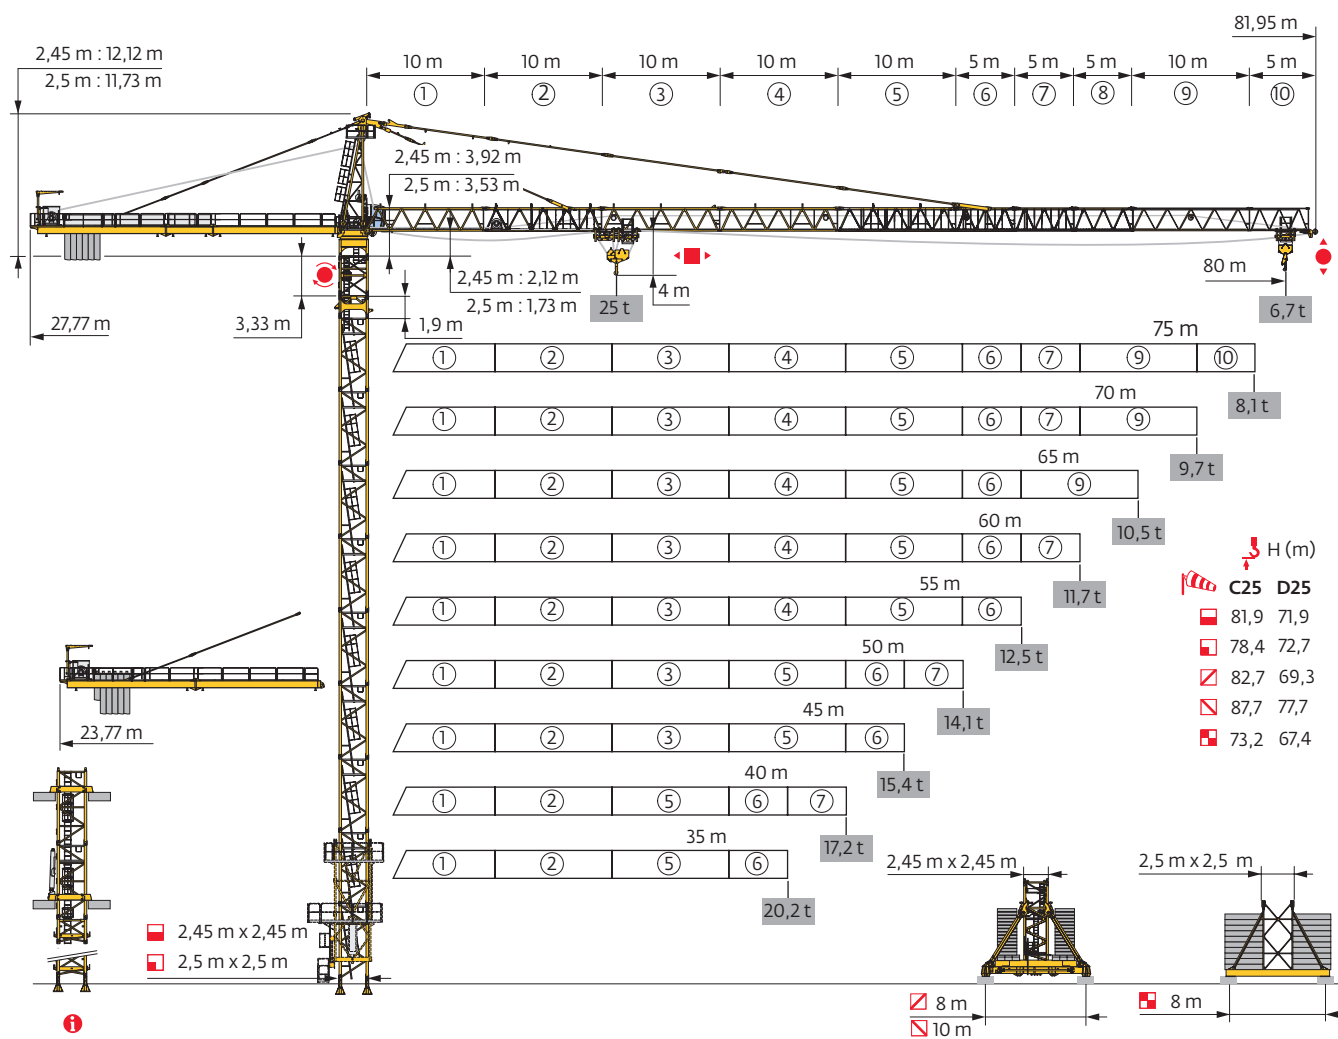 81,95 m
2,45 m : 12,12 m
2,5 m : 11,73 m
10 m 10 m 10 m 10 m 10 m 5 m 5 m 5 m 10 m 5 m
① ② ③ ④ ⑤ ⑥ ⑦ ⑧ ⑨ ⑩
2,45 m : 3,92 m
2,5 m : 3,53 m
2,45 m : 2,12 m
2,5 m : 1,73 m
4 m
80 m
25 t
6,7 t
27,77 m
3,33 m
1,9 m
75 m
① ② ③ ④ ⑤ ⑥ ⑦ ⑨ ⑩
8,1 t
70 m
① ② ③ ④ ⑤ ⑥ ⑦ ⑨
9,7 t
65 m
① ② ③ ④ ⑤ ⑥ ⑨
10,5 t
60 m
① ② ③ ④ ⑤ ⑥ ⑦
11,7 t
55 m
① ② ③ ④ ⑤ ⑥
12,5 t
50 m
① ② ③ ⑤ ⑥ ⑦
14,1 t
45 m
① ② ③ ⑤ ⑥
15,4 t
40 m
① ② ⑤ ⑥ ⑦
17,2 t
35 m
① ② ⑤ ⑥
20,2 t
H (m)
C25 D25
81,9 71,9
78,4 72,7
82,7 69,3
87,7 77,7
73,2 67,4
23,77 m
2,45 m x 2,45 m
2,5 m x 2,5 m
i
2,45 m x 2,45 m
8 m
10 m
2,5 m x 2,5 m
8 m